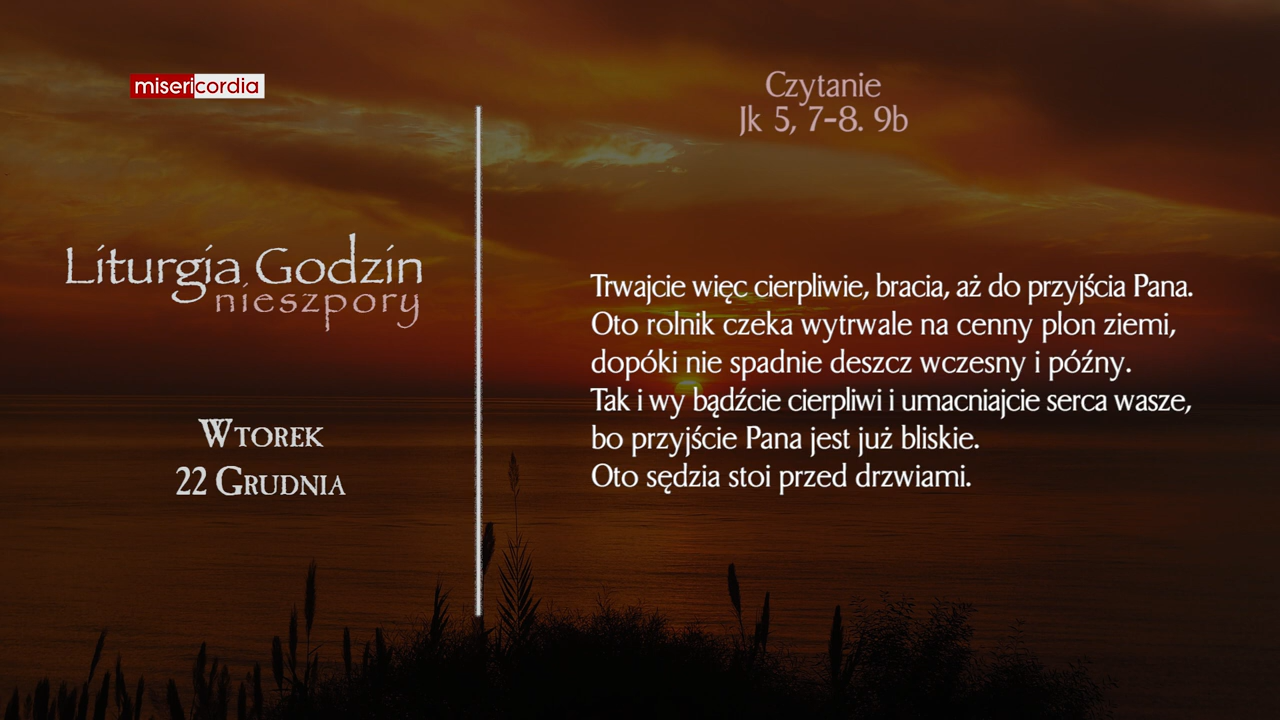 misericordia
Liturgia Godzin
nieszpory
Wtorek
22 Grudnia
Czytanie
Jk 5, 7-8. 9b
Trwajcie więc cierpliwie, bracia, aż do przyjścia Pana.
Oto rolnik czeka wytrwale na cenny plon ziemi,
dopóki nie spadnie deszcz wczesny i późny.
Tak i wy bądźcie cierpliwi i umacniajcie serca wasze,
bo przyjście Pana jest już bliskie.
Oto sędzia stoi przed drzwiami.